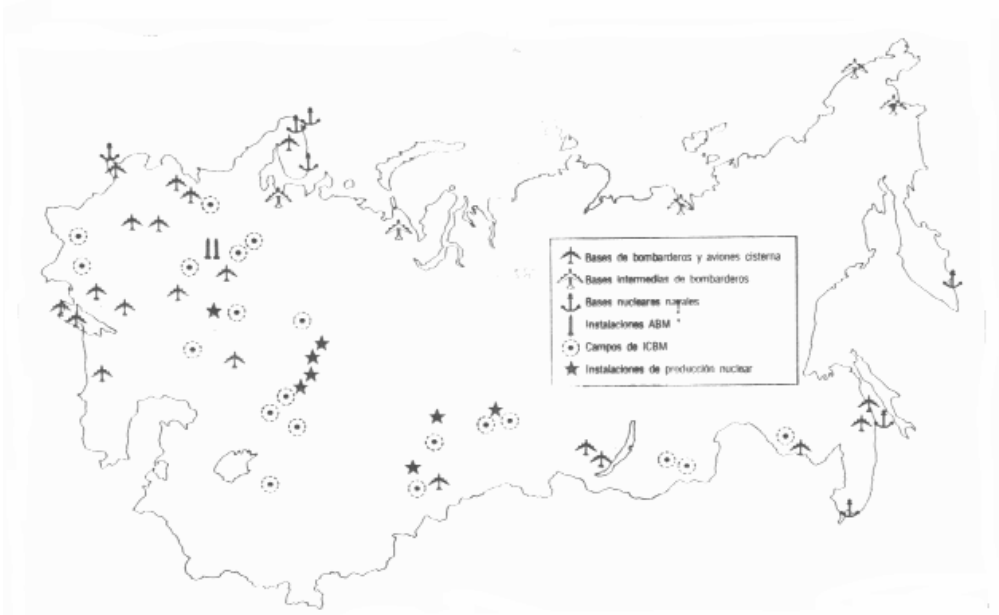 Bases de bombarderos y aviones cisterna
Bases intermedias de bombarderos
Bases nucleares navales
Instalaciones ABM
Campos de ICBM
Instalaciones de producción nuclear